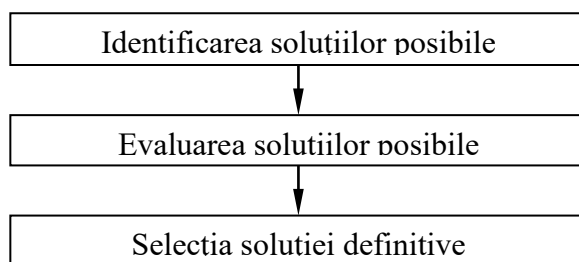 Identificarea soluțiilor posibile
Evaluarea soluțiilor posibile
Selecția soluției definitive